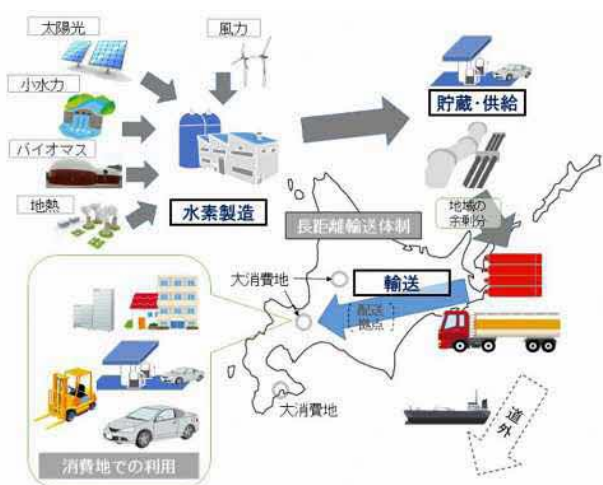 太陽光
風力
小水力
バイオマス
地熱
水素製造
貯蔵・供給
地域の
余剰分
長距離輸送体制
大消費地
輸送
配送
拠点
大消費地
道外
消費地での利用